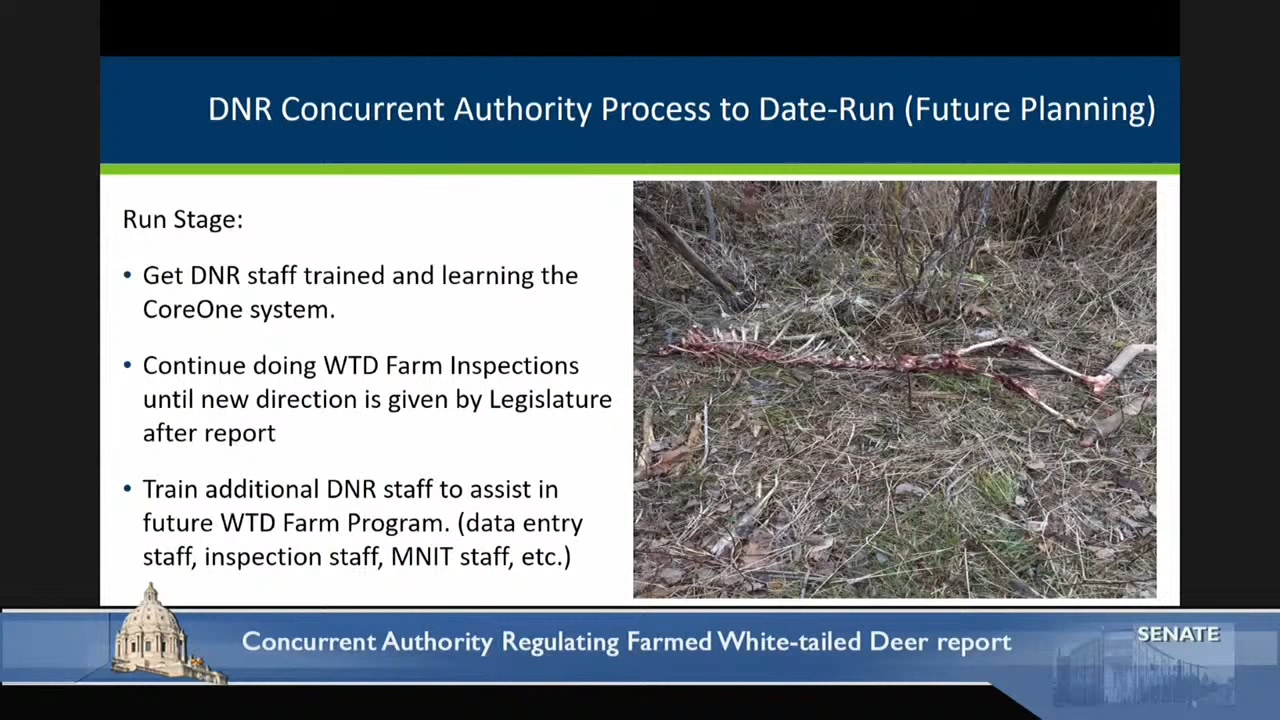 DNR Concurrent Authority Process to Date-Run (Future Planning)
Run Stage:
• Get DNR staff trained and learning the
CoreOne system.
• Continue doing WTD Farm Inspections
until new direction is given by Legislature
after report
• Train additional DNR staff to assist in
future WTD Farm Program. (data entry
staff, inspection staff, MNIT staff, etc.)
Concurrent Authority Regulating Farmed White-tailed Deer report
SENATE